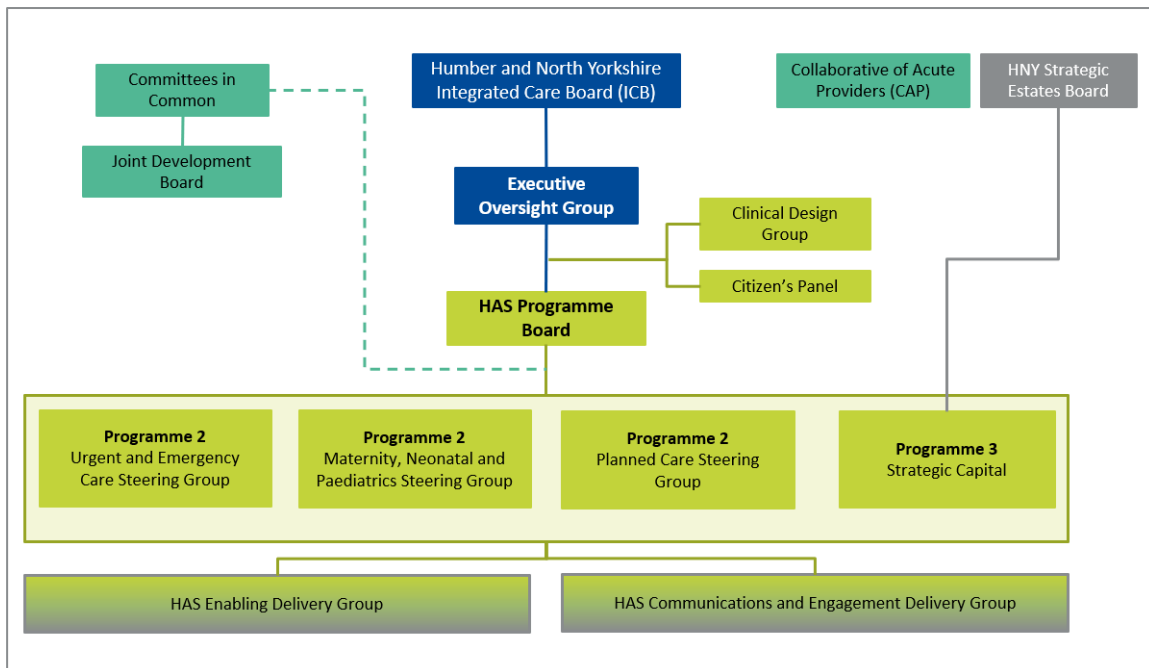 Committees in
Common
Humber and North Yorkshire
Integrated Care Board (ICB)
Collaborative of Acute
Providers (CAP)
HNY Strategic
Estates Board
Joint Development
Board
Executive
Oversight Group
Clinical Design
Group
Citizen’s Panel
HAS Programme
Board
Programme 2
Urgent and Emergency
Care Steering Group
Programme 2
Maternity, Neonatal and
Paediatrics Steering Group
Programme 2
Planned Care Steering
Group
Programme 3
Strategic Capital
HAS Enabling Delivery Group
HAS Communications and Engagement Delivery Group